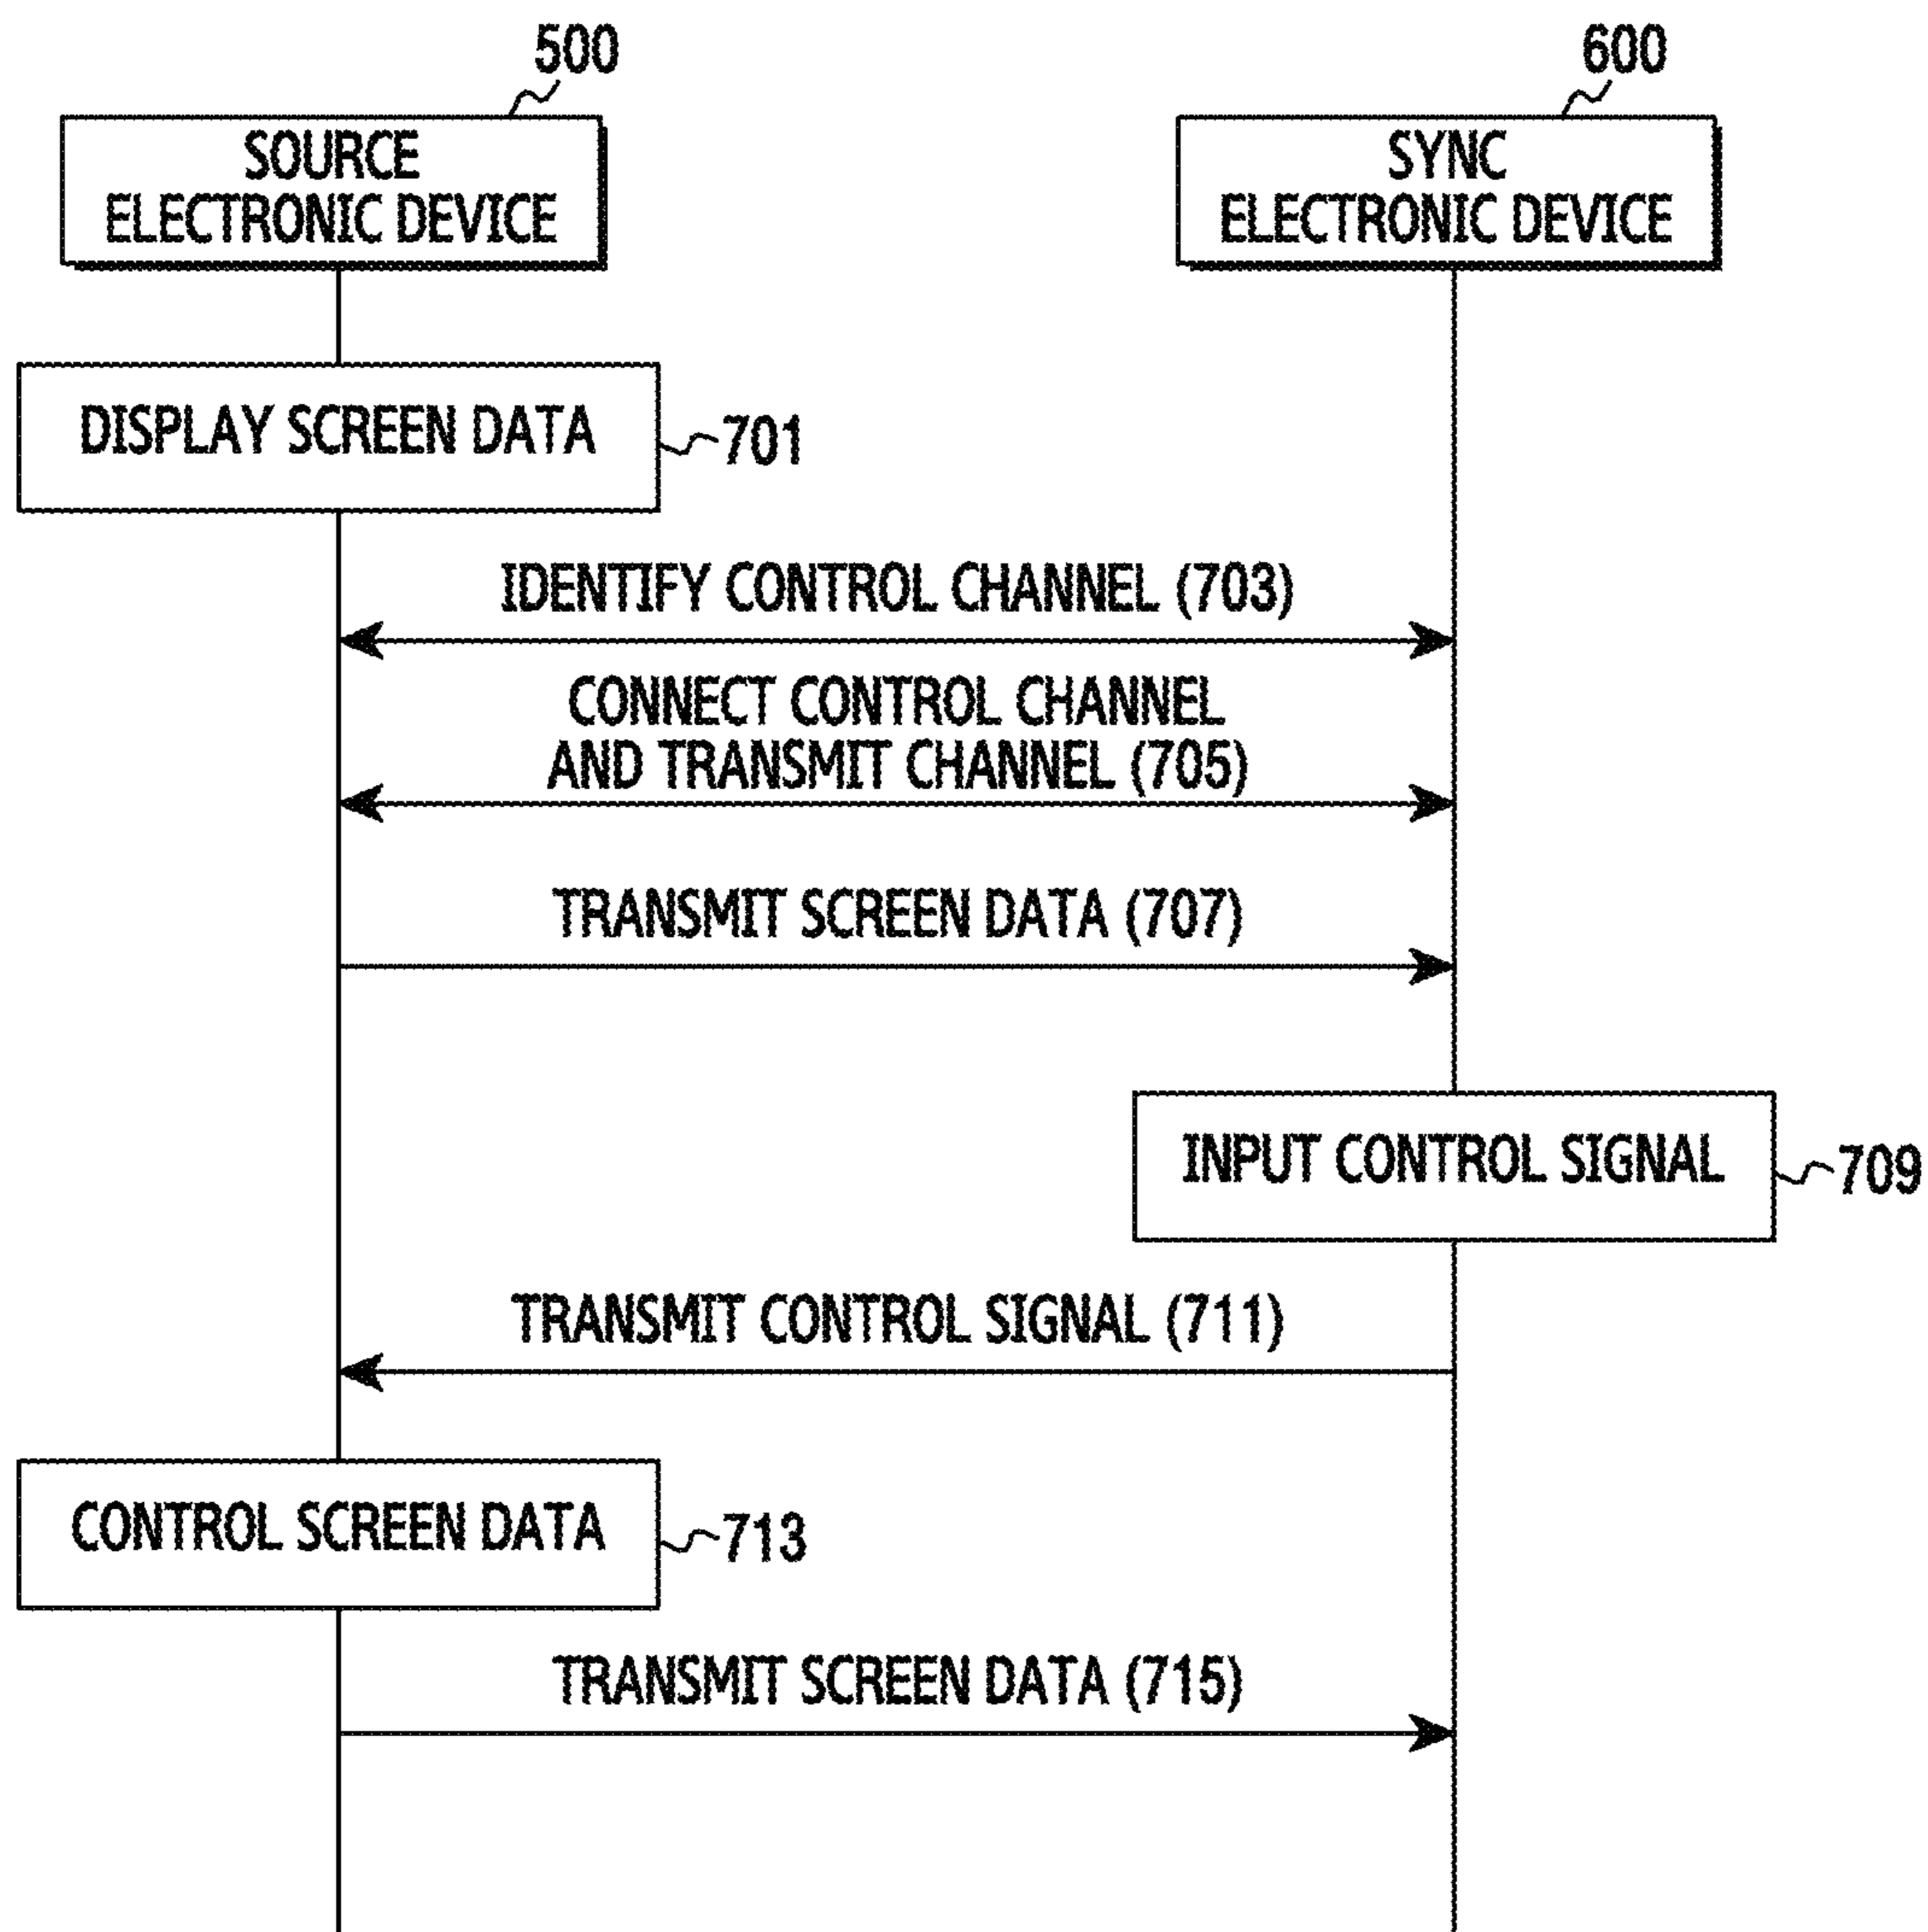 500
600
SOURCE
ELECTRONIC DEVICE
SYNC
ELECTRONIC DEVICE
DISPLAY SCREEN DATA
701
IDENTIFY CONTROL CHANNEL (703)
CONNECT CONTROL CHANNEL
AND TRANSMIT CHANNEL (705)
TRANSMIT SCREEN DATA (707)
INPUT CONTROL SIGNAL
709
TRANSMIT CONTROL SIGNAL (711)
CONTROL SCREEN DATA
713
TRANSMIT SCREEN DATA (715)